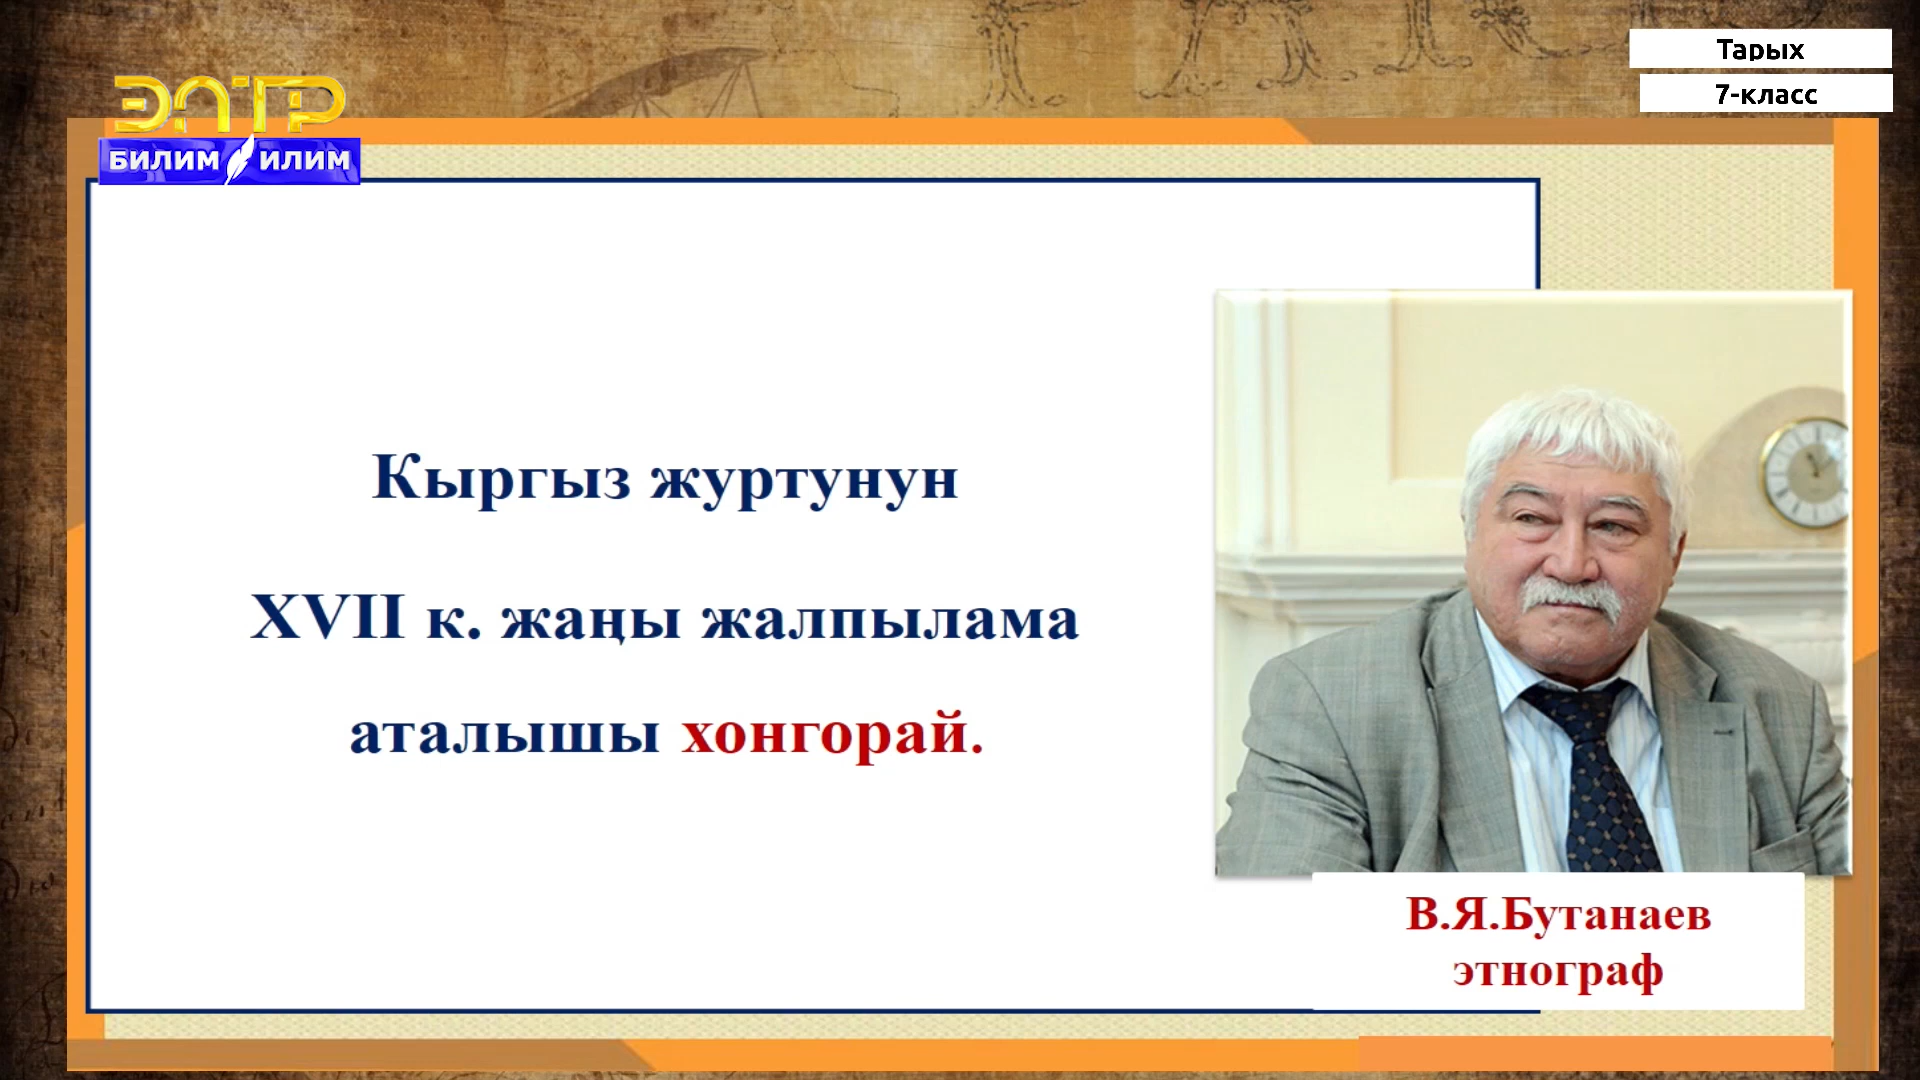 Тарых
7-класс
ЭЛТР
БИЛИМ ИЛИМ
Кыргыз журтунун
XVII к. жаңы жалпылама
аталышы хонгорай.
В.Я.Бутанаев
этнограф